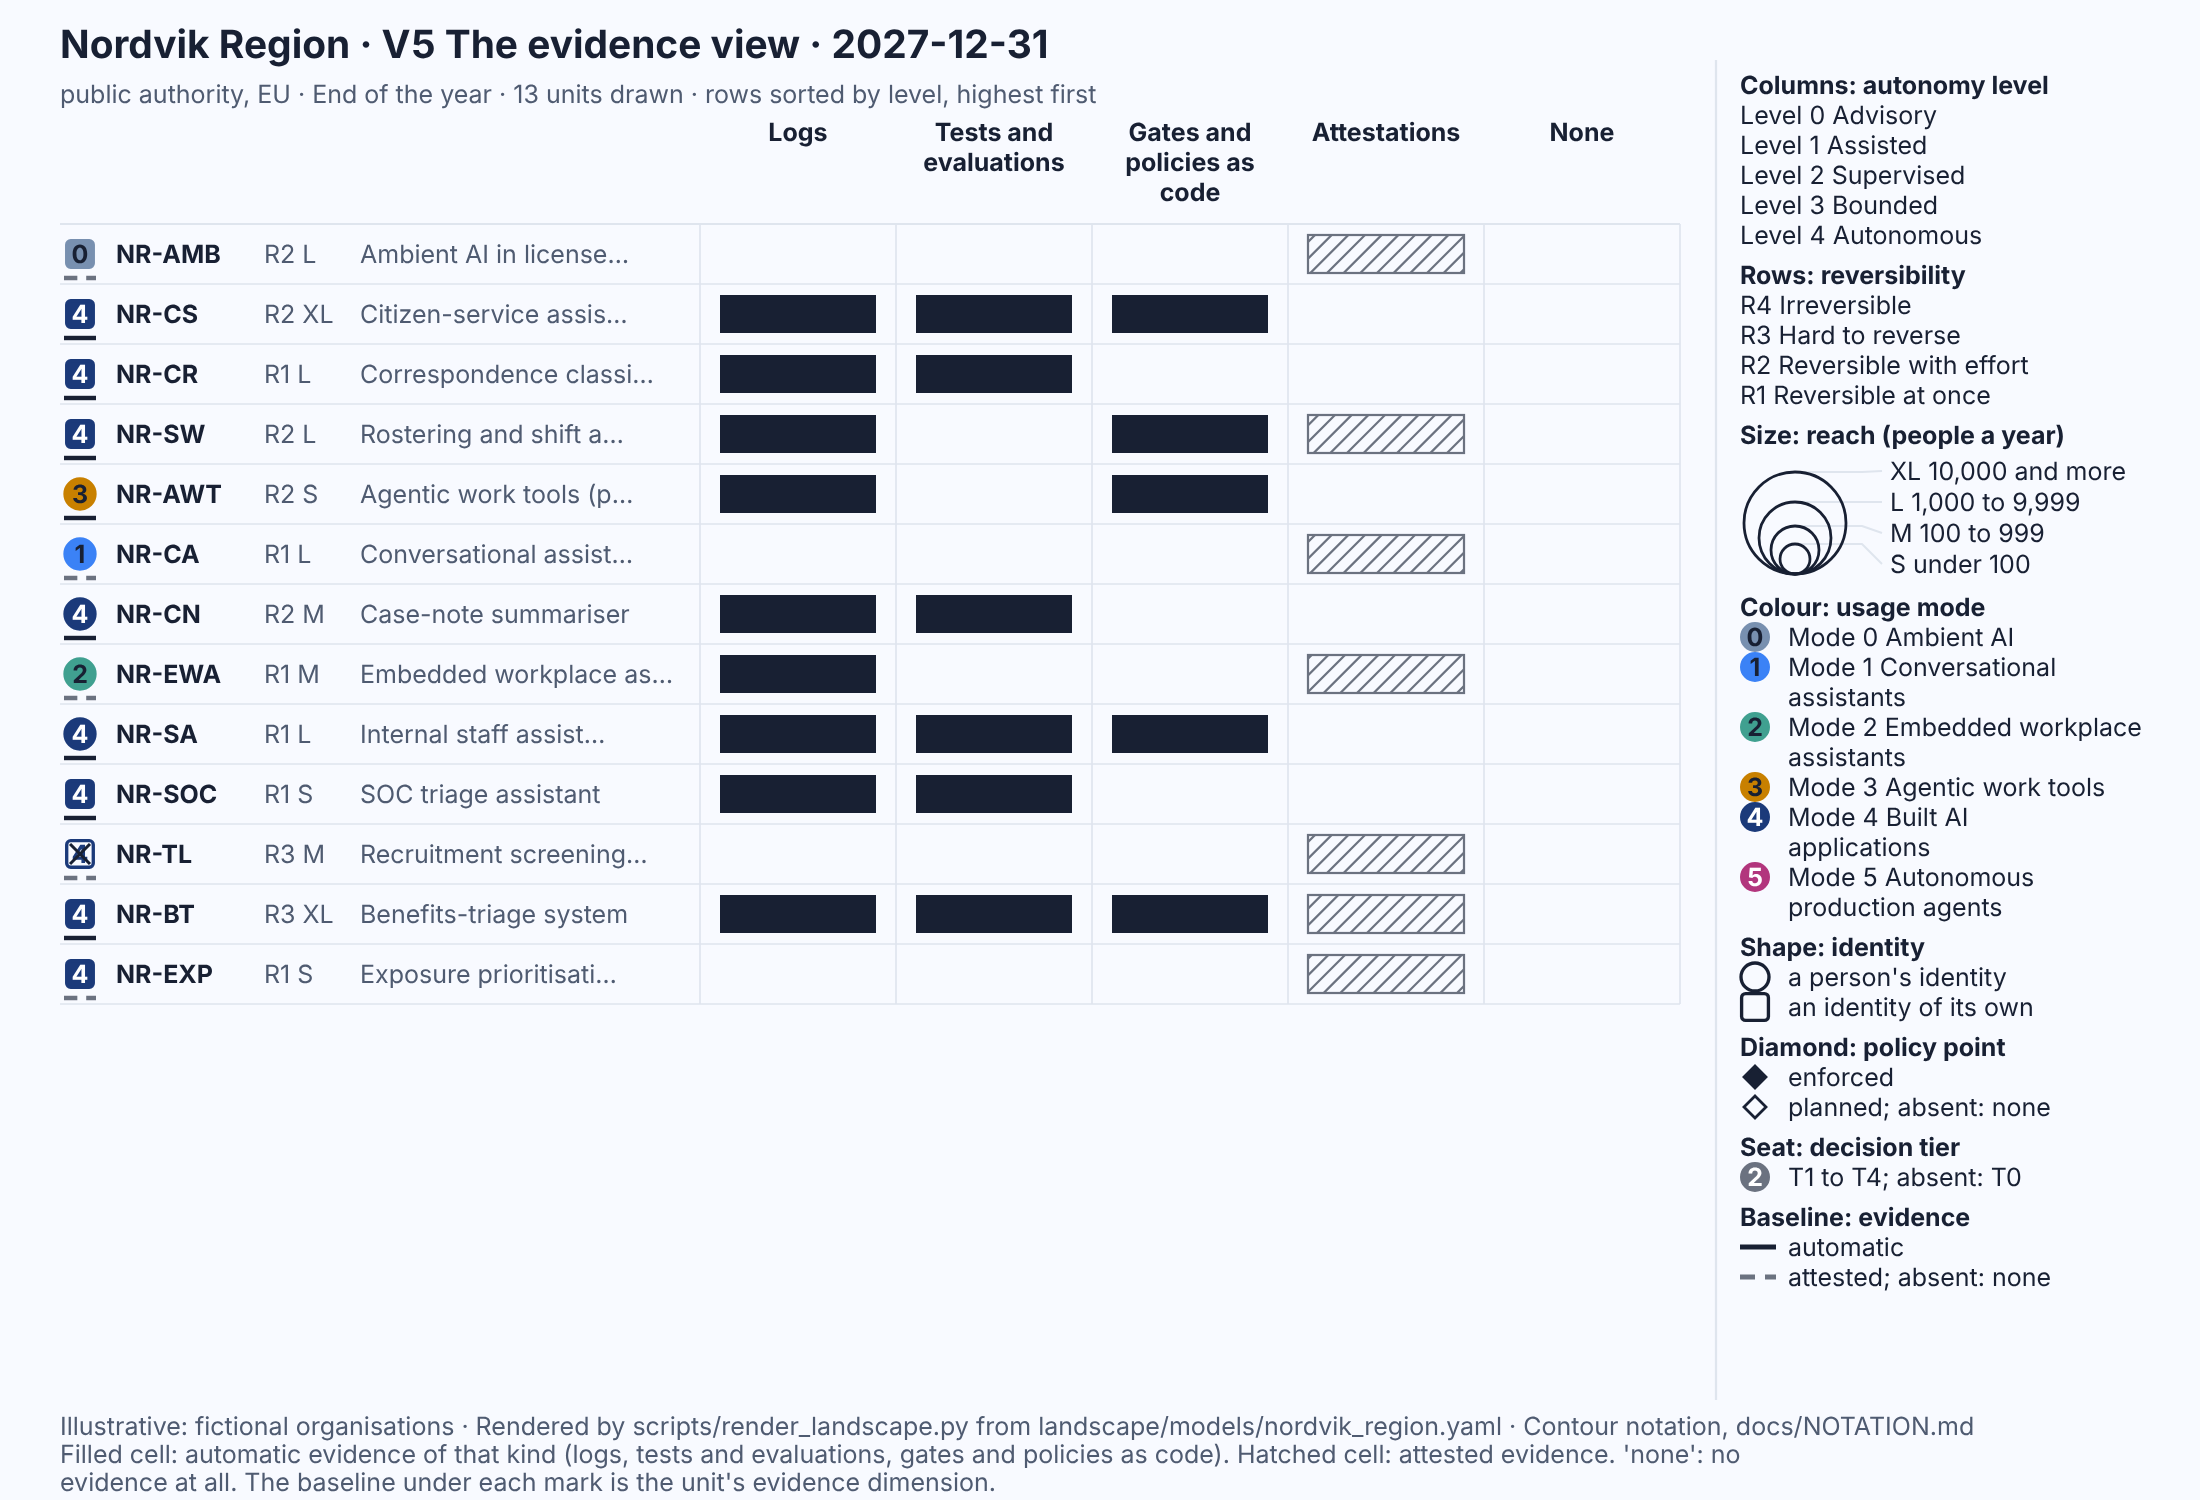 Nordvik Region · V5 The evidence view · 2027-12-31
public authority, EU · End of the year · 13 units drawn · rows sorted by level, highest first
Logs
Tests and
evaluations
Gates and
policies as
code
Attestations
None
0 NR-AMB R2 L Ambient AI in license...
4 NR-CS R2 XL Citizen-service assis...
4 NR-CR R1 L Correspondence classi...
4 NR-SW R2 L Rostering and shift a...
3 NR-AWT R2 S Agentic work tools (p...
1 NR-CA R1 L Conversational assist...
4 NR-CN R2 M Case-note summariser
2 NR-EWA R1 M Embedded workplace as...
4 NR-SA R1 L Internal staff assist...
4 NR-SOC R1 S SOC triage assistant
4 NR-TL R3 M Recruitment screening...
4 NR-BT R3 XL Benefits-triage system
4 NR-EXP R1 S Exposure prioritisati...
Columns: autonomy level
Level 0 Advisory
Level 1 Assisted
Level 2 Supervised
Level 3 Bounded
Level 4 Autonomous
Rows: reversibility
R4 Irreversible
R3 Hard to reverse
R2 Reversible with effort
R1 Reversible at once
Size: reach (people a year)
XL 10,000 and more
L 1,000 to 9,999
M 100 to 999
S under 100
Colour: usage mode
0 Mode 0 Ambient AI
1 Mode 1 Conversational
assistants
2 Mode 2 Embedded workplace
assistants
3 Mode 3 Agentic work tools
4 Mode 4 Built AI
applications
5 Mode 5 Autonomous
production agents
Shape: identity
a person's identity
an identity of its own
Diamond: policy point
enforced
planned; absent: none
Seat: decision tier
2 T1 to T4; absent: T0
Baseline: evidence
automatic
attested; absent: none
Illustrative: fictional organisations · Rendered by scripts/render_landscape.py from landscape/models/nordvik_region.yaml · Contour notation, docs/NOTATION.md
Filled cell: automatic evidence of that kind (logs, tests and evaluations, gates and policies as code). Hatched cell: attested evidence. 'none': no
evidence at all. The baseline under each mark is the unit's evidence dimension.